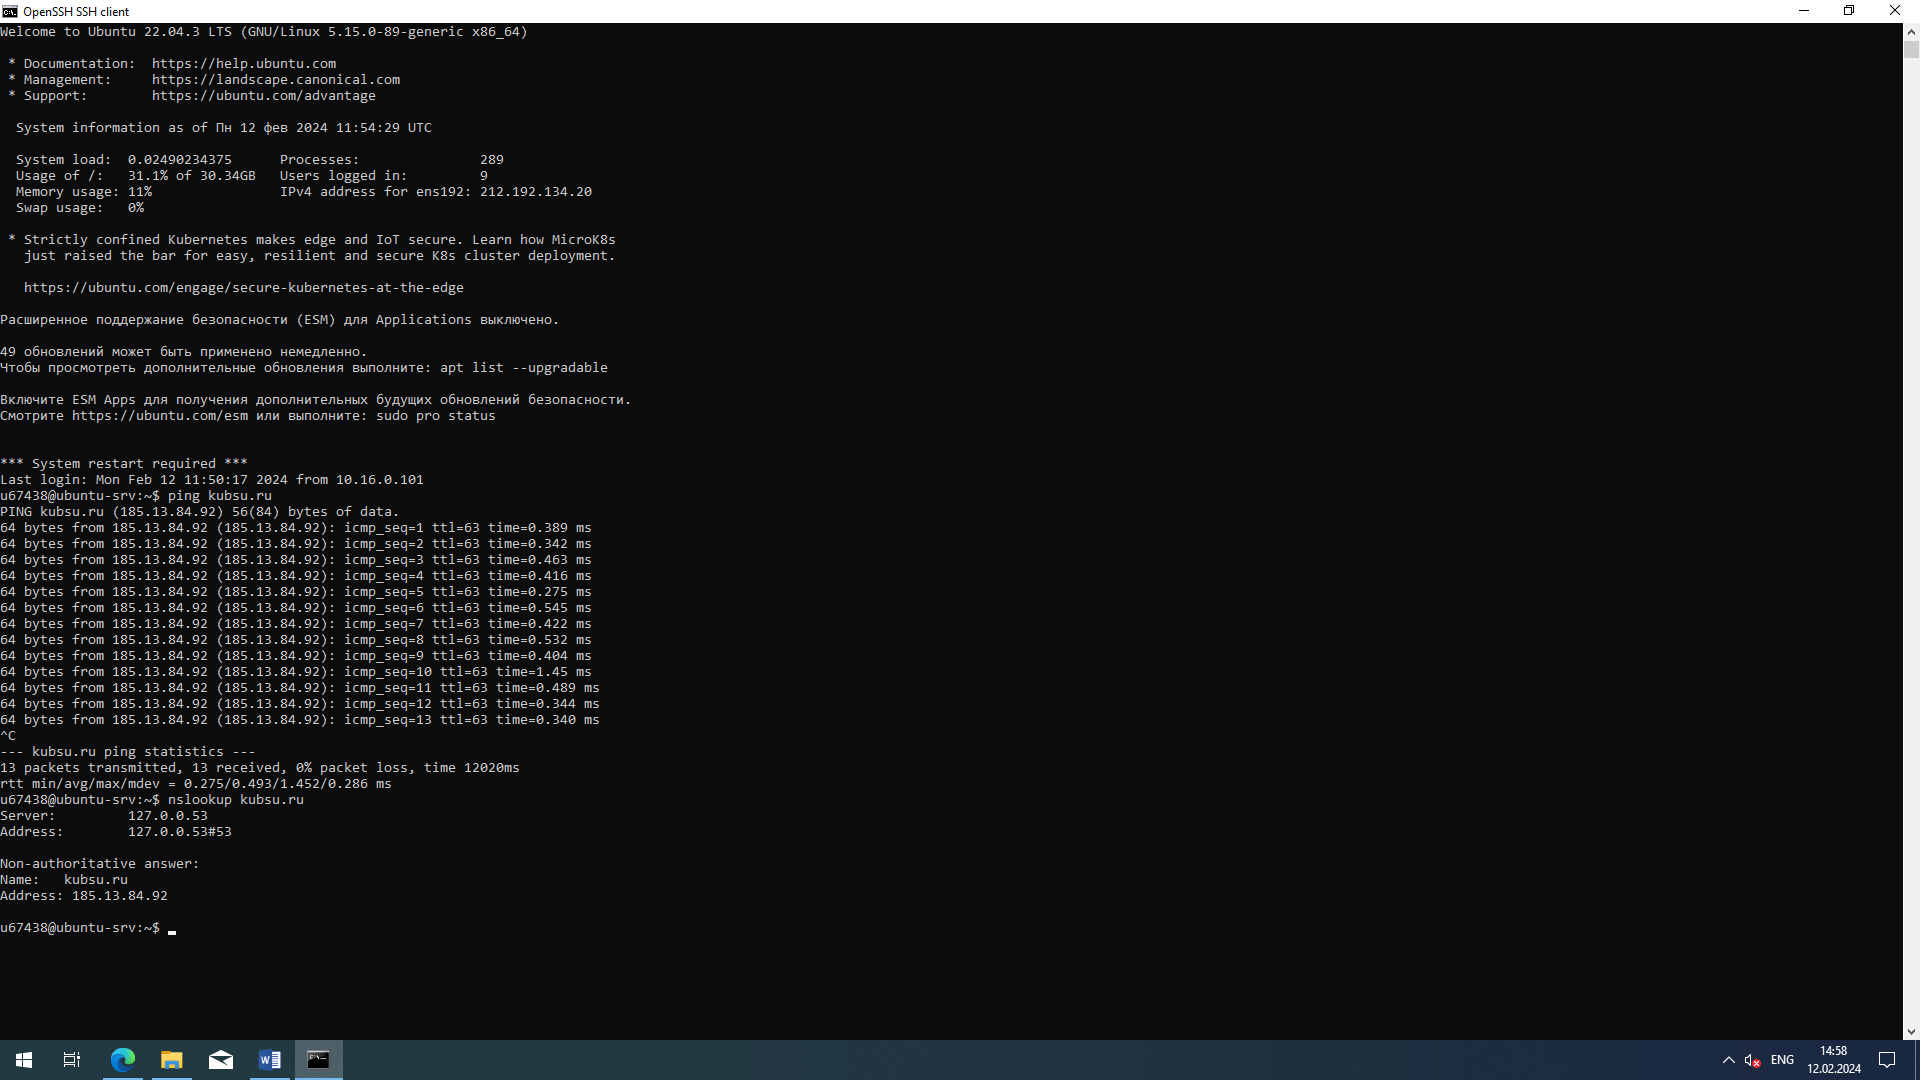 OpenSSH SSH client
Welcome to Ubuntu 22.04.3 LTS (GNU/Linux 5.15.0-89-generic x86_64)
* Documentation:  https://help.ubuntu.com
* Management:     https://landscape.canonical.com
* Support:        https://ubuntu.com/advantage
System information as of Пн 12 фев 2024 11:54:29 UTC
System load:  0.02490234375      Processes:               289
Usage of /:   31.1% of 30.34GB   Users logged in:         9
Memory usage: 11%                IPv4 address for ens192: 212.192.134.20
Swap usage:   0%
* Strictly confined Kubernetes makes edge and IoT secure. Learn how MicroK8s
just raised the bar for easy, resilient and secure K8s cluster deployment.
https://ubuntu.com/engage/secure-kubernetes-at-the-edge
Расширенное поддержание безопасности (ESM) для Applications выключено.
49 обновлений может быть применено немедленно.
Чтобы просмотреть дополнительные обновления выполните: apt list --upgradable
Включите ESM Apps для получения дополнительных будущих обновлений безопасности.
Смотрите https://ubuntu.com/esm или выполните: sudo pro status
*** System restart required ***
Last login: Mon Feb 12 11:50:17 2024 from 10.16.0.101
u67438@ubuntu-srv:~$ ping kubsu.ru
PING kubsu.ru (185.13.84.92) 56(84) bytes of data.
64 bytes from 185.13.84.92 (185.13.84.92): icmp_seq=1 ttl=63 time=0.389 ms
64 bytes from 185.13.84.92 (185.13.84.92): icmp_seq=2 ttl=63 time=0.342 ms
64 bytes from 185.13.84.92 (185.13.84.92): icmp_seq=3 ttl=63 time=0.463 ms
64 bytes from 185.13.84.92 (185.13.84.92): icmp_seq=4 ttl=63 time=0.416 ms
64 bytes from 185.13.84.92 (185.13.84.92): icmp_seq=5 ttl=63 time=0.275 ms
64 bytes from 185.13.84.92 (185.13.84.92): icmp_seq=6 ttl=63 time=0.545 ms
64 bytes from 185.13.84.92 (185.13.84.92): icmp_seq=7 ttl=63 time=0.422 ms
64 bytes from 185.13.84.92 (185.13.84.92): icmp_seq=8 ttl=63 time=0.532 ms
64 bytes from 185.13.84.92 (185.13.84.92): icmp_seq=9 ttl=63 time=0.404 ms
64 bytes from 185.13.84.92 (185.13.84.92): icmp_seq=10 ttl=63 time=1.45 ms
64 bytes from 185.13.84.92 (185.13.84.92): icmp_seq=11 ttl=63 time=0.489 ms
64 bytes from 185.13.84.92 (185.13.84.92): icmp_seq=12 ttl=63 time=0.344 ms
64 bytes from 185.13.84.92 (185.13.84.92): icmp_seq=13 ttl=63 time=0.340 ms
^C
--- kubsu.ru ping statistics ---
13 packets transmitted, 13 received, 0% packet loss, time 12020ms
rtt min/avg/max/mdev = 0.275/0.493/1.452/0.286 ms
u67438@ubuntu-srv:~$ nslookup kubsu.ru
Server:         127.0.0.53
Address:        127.0.0.53#53
Non-authoritative answer:
Name:   kubsu.ru
Address: 185.13.84.92
u67438@ubuntu-srv:~$
ENG
14:58
12.02.2024